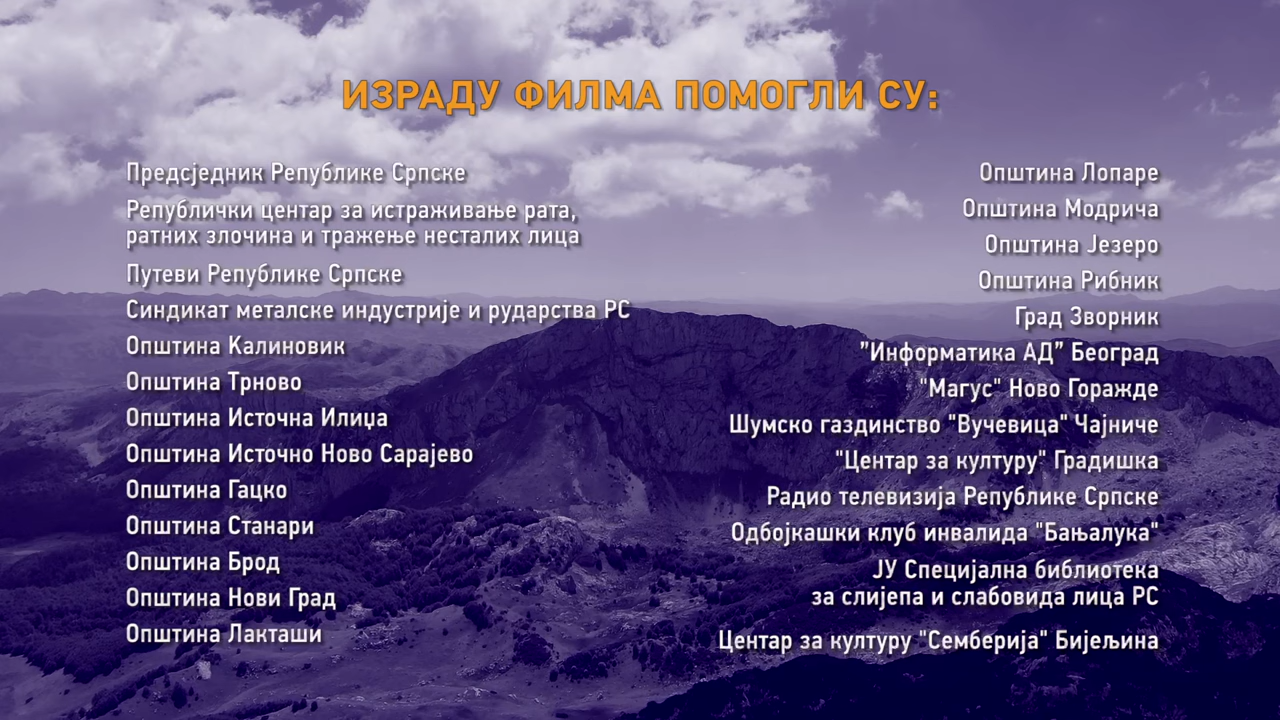 ИЗРАДУ ФИЛМА ПОМОГЛИ СУ:
Предсједник Републике Српске
Републички центар за истраживање рата,
ратних злочина и тражење несталих лица
Путеви Републике Српске
Синдикат металске индустрије и рударства РС
Општина Калиновик
Општина Трново
Општина Источна Илиџа
Општина Источно Ново Сарајево
Општина Гацко
Општина Станари
Општина Брод
Општина Нови Град
Општина Лакташи
Општина Лопаре
Општина Модрича
Општина Језеро
Општина Рибник
Град Зворник
”Информатика АД” Београд
"Магус" Ново Горажде
Шумско газдинство "Вучевица" Чајниче
"Центар за културу" Градишка
Радио телевизија Републике Српске
Одбојкашки клуб инвалида "Бањалука"
ЈУ Специјална библиотека
за слијепа и слабовида лица РС
Центар за културу "Семберија" Бијељина